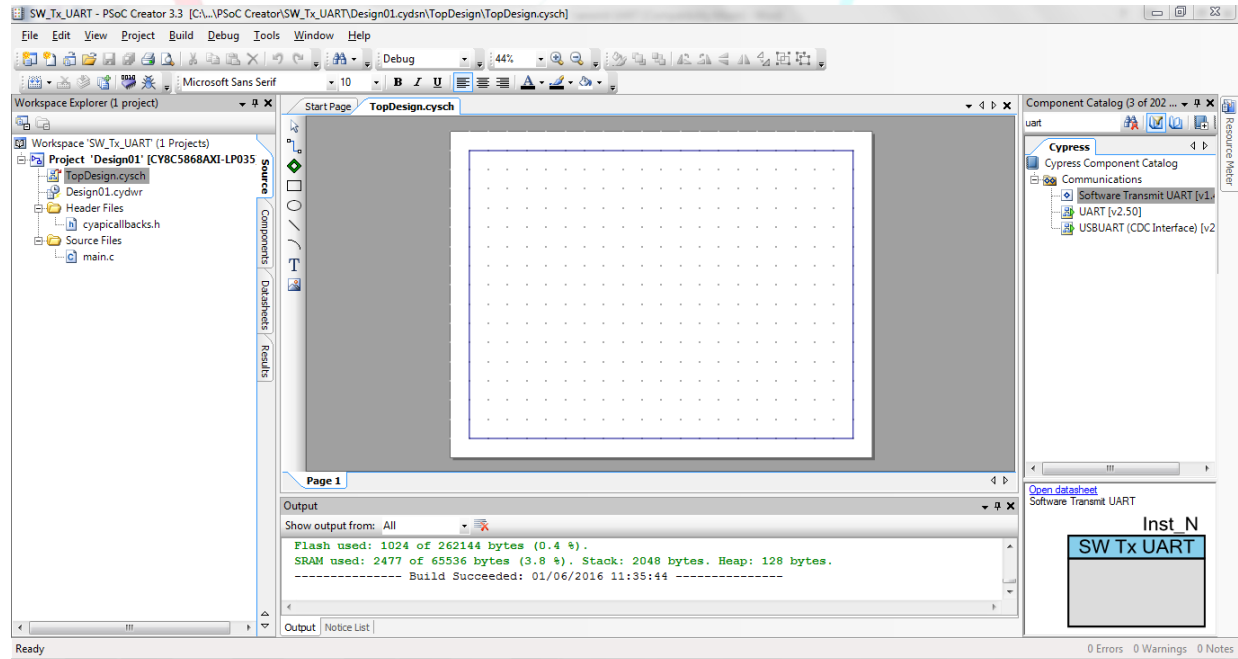 SW_Tx_UART - PSoC Creator 3.3 [C:\...\PSoC Creator\SW_Tx_UART\Design01.cydsn\TopDesign\TopDesign.cysch]
File Edit View Project Build Debug Tools Window Help
Debug 44%
Microsoft Sans Serif 10 B I U A
Workspace Explorer (1 project)
Workspace 'SW_Tx_UART' (1 Projects)
Project 'Design01' [CY8C5868AXI-LP035
TopDesign.cysch
Design01.cydwr
Header Files
cyapicallbacks.h
Source Files
main.c
Source
Components
Datasheets
Results
Start Page TopDesign.cysch
T
Page 1
Output
Show output from: All
Flash used: 1024 of 262144 bytes (0.4 %).
SRAM used: 2477 of 65536 bytes (3.8 %). Stack: 2048 bytes. Heap: 128 bytes.
--------------- Build Succeeded: 01/06/2016 11:35:44 ---------------
Output Notice List
Component Catalog (3 of 202 ...
uart
Cypress
Cypress Component Catalog
Communications
Software Transmit UART [v1.
UART [v2.50]
USBUART (CDC Interface) [v2
Resource Meter
Open datasheet
Software Transmit UART
Inst_N
SW Tx UART
Ready 0 Errors 0 Warnings 0 Notes